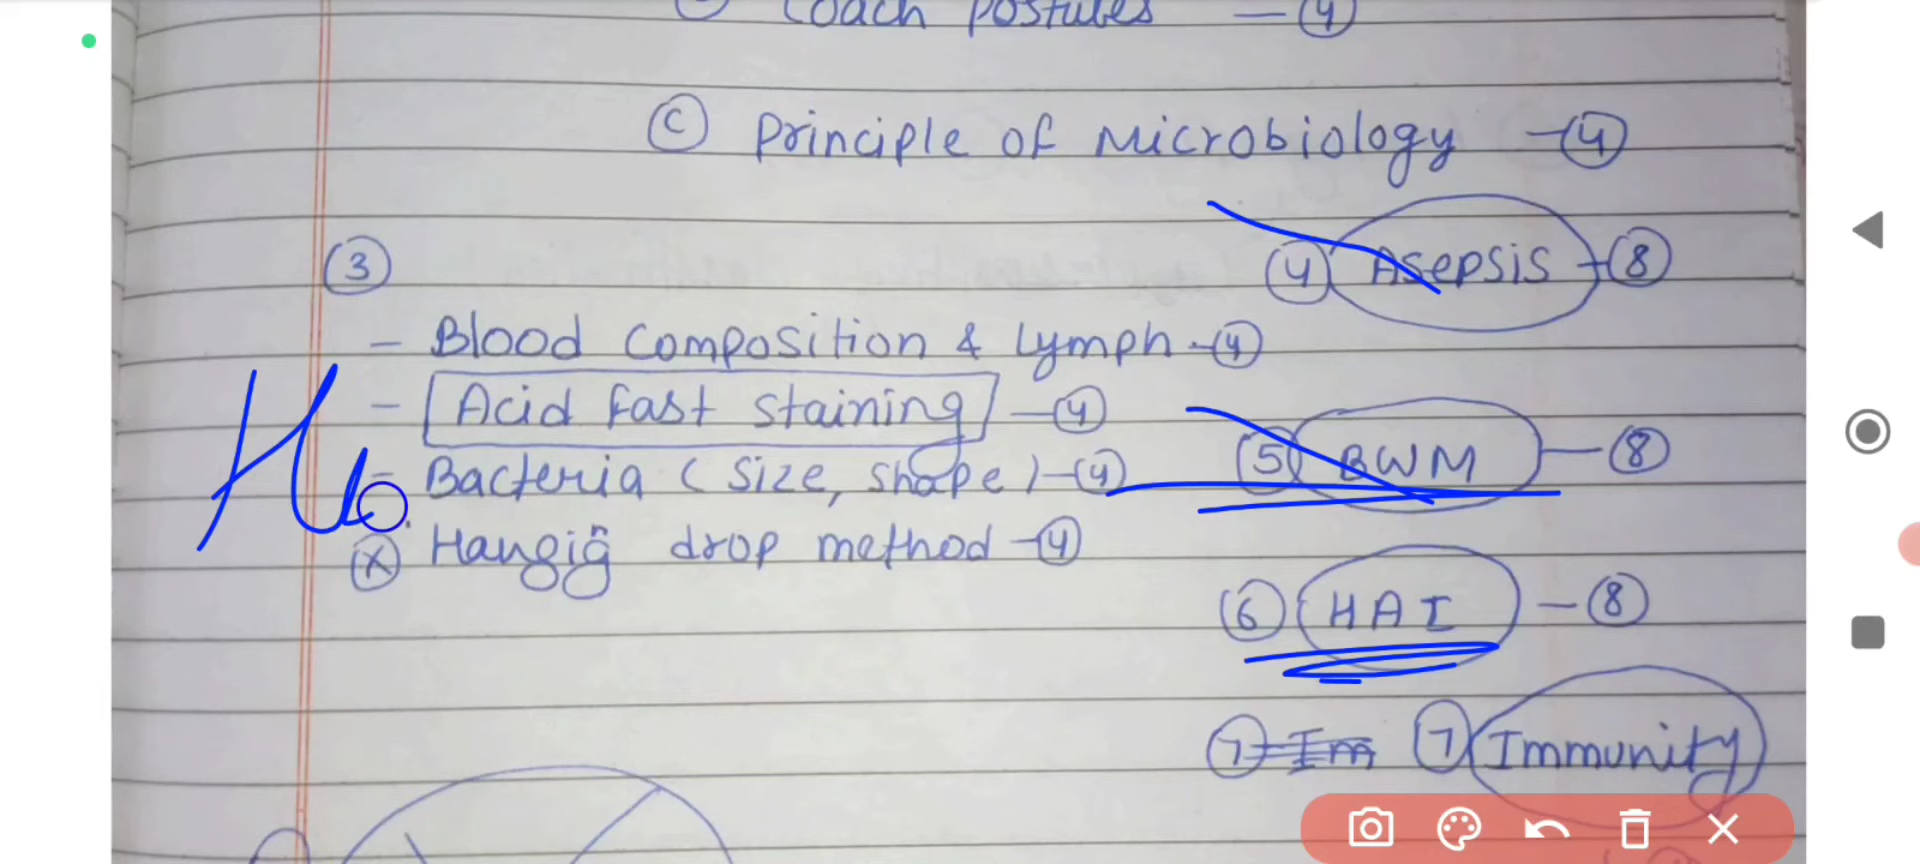 Coach Postules — 4
C Principle of Microbiology — 4
3
4 Asepsis — 8
— Blood Composition & Lymph — 4
— Acid Fast Staining — 4
5 BWM — 8
— Bacteria (Size, Shape) — 4
X Hangig drop method — 4
6 HAI — 8
7 Im 7 Immunity